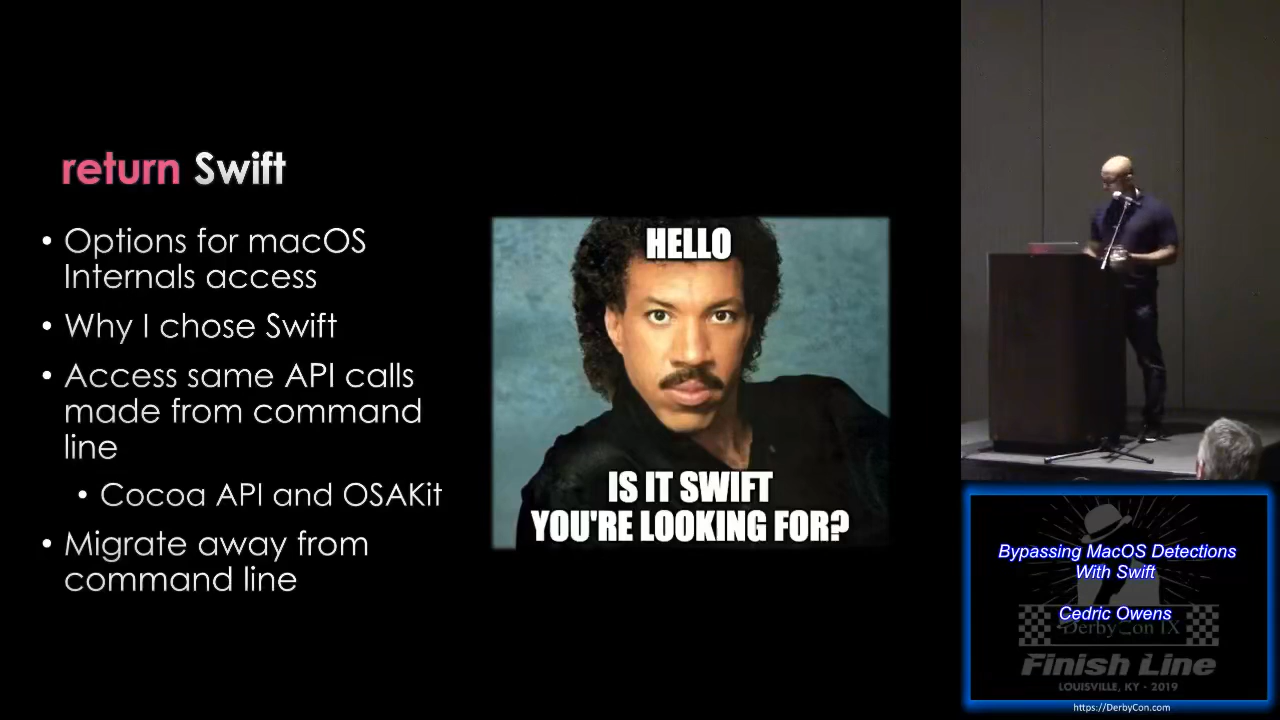 return Swift
• Options for macOS
Internals access
• Why I chose Swift
• Access same API calls
made from command
line
• Cocoa API and OSAKit
• Migrate away from
command line
HELLO
IS IT SWIFT
YOU'RE LOOKING FOR?
Bypassing MacOS Detections
With Swift
Cedric Owens
DerbyCon IX
Finish Line
LOUISVILLE, KY - 2019
https://DerbyCon.com